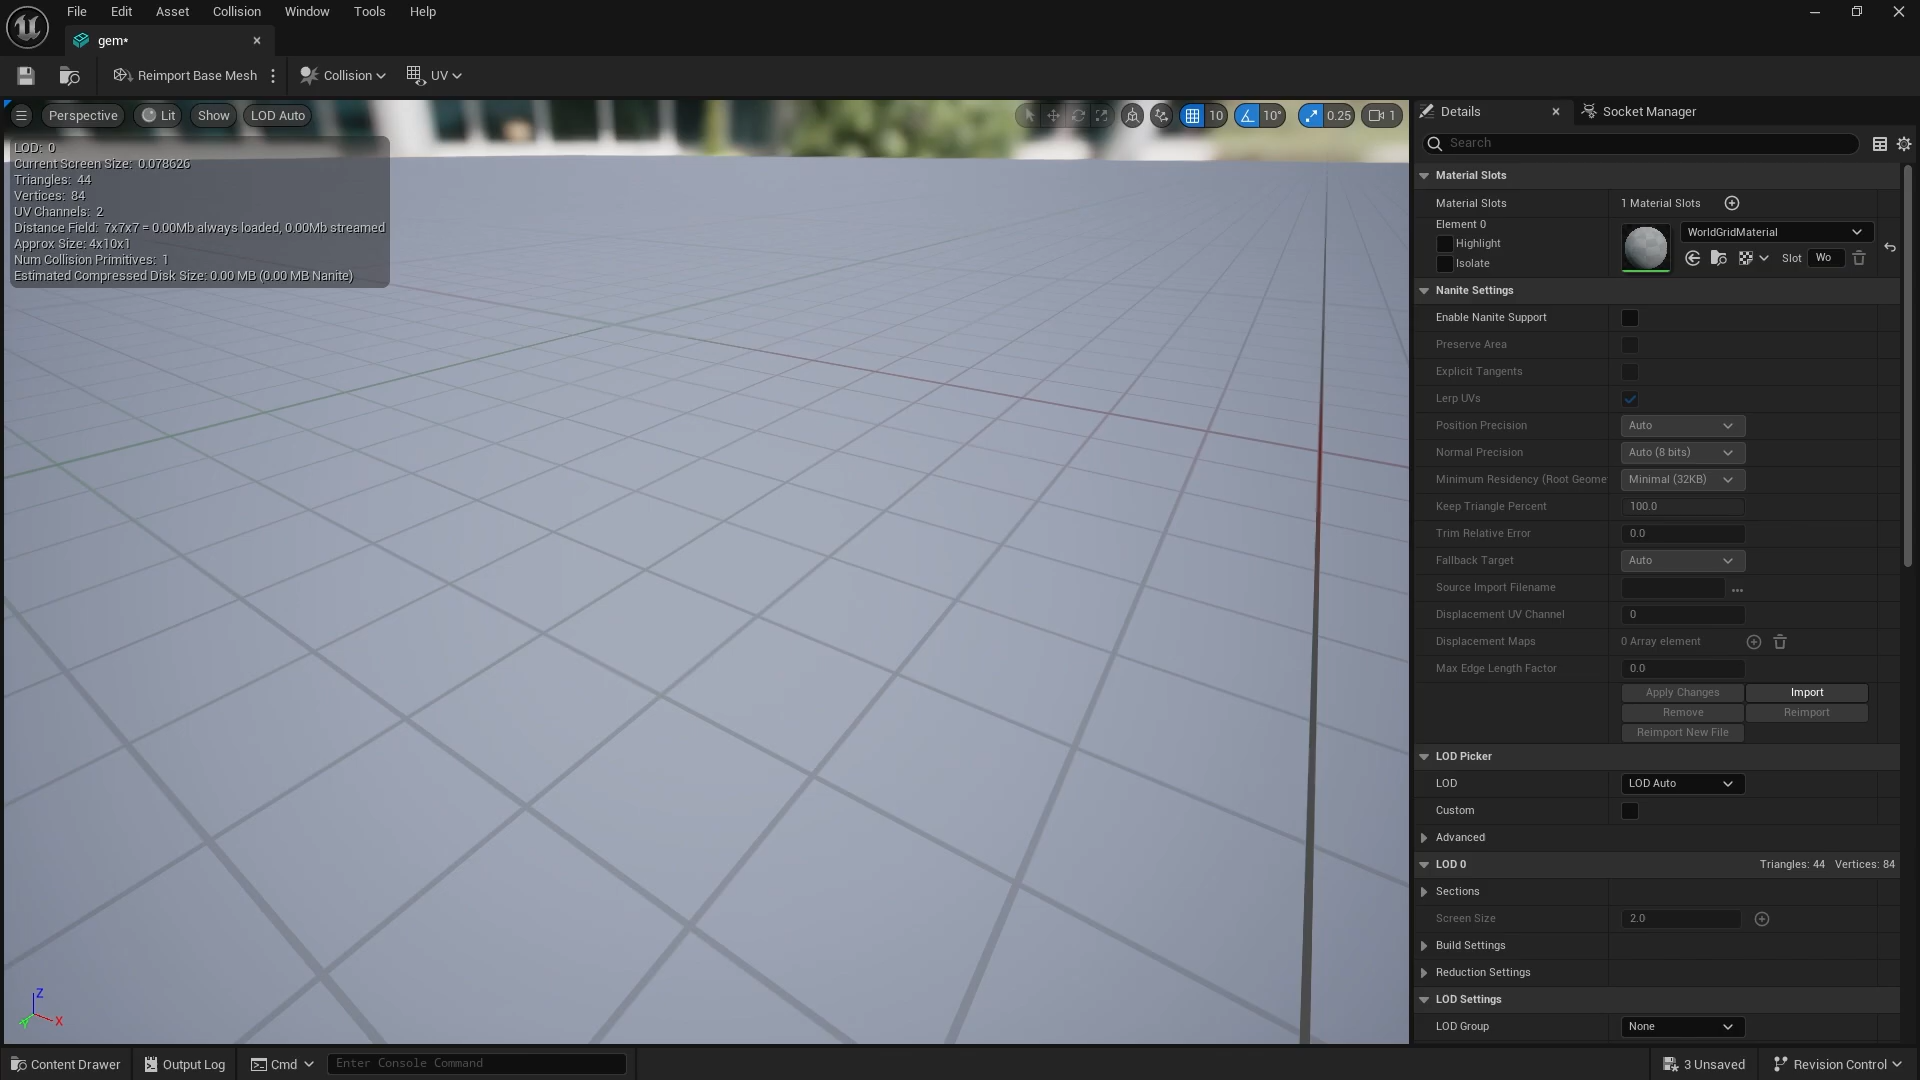 File Edit Asset Collision Window Tools Help
gem*
Reimport Base Mesh Collision UV
Perspective Lit Show LOD Auto 10 10° 0.25 1
LOD: 0
Current Screen Size: 0.078626
Triangles: 44
Vertices: 84
UV Channels: 2
Distance Field: 7x7x7 = 0.00Mb always loaded, 0.00Mb streamed
Approx Size: 4x10x1
Num Collision Primitives: 1
Estimated Compressed Disk Size: 0.00 MB (0.00 MB Nanite)
Z
X
Y
Details Socket Manager
Search
Material Slots
Material Slots 1 Material Slots
Element 0
WorldGridMaterial
Highlight
Isolate
Slot Wo
Nanite Settings
Enable Nanite Support
Preserve Area
Explicit Tangents
Lerp UVs
Position Precision Auto
Normal Precision Auto (8 bits)
Minimum Residency (Root Geome Minimal (32KB)
Keep Triangle Percent 100.0
Trim Relative Error 0.0
Fallback Target Auto
Source Import Filename ...
Displacement UV Channel 0
Displacement Maps 0 Array element
Max Edge Length Factor 0.0
Apply Changes Import
Remove Reimport
Reimport New File
LOD Picker
LOD LOD Auto
Custom
Advanced
LOD 0 Triangles: 44 Vertices: 84
Sections
Screen Size 2.0
Build Settings
Reduction Settings
LOD Settings
LOD Group None
Content Drawer Output Log Cmd Enter Console Command 3 Unsaved Revision Control